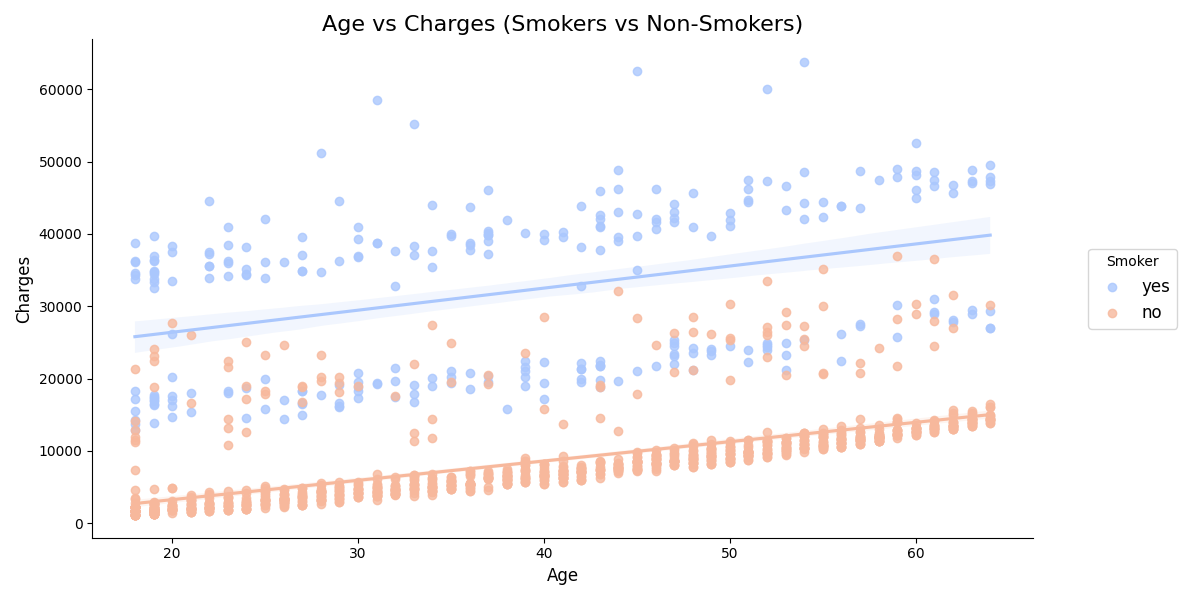 Age vs Charges (Smokers vs Non-Smokers)
Charges
60000
50000
40000
30000
20000
10000
0
20 30 40 50 60
Age
Smoker
yes
no